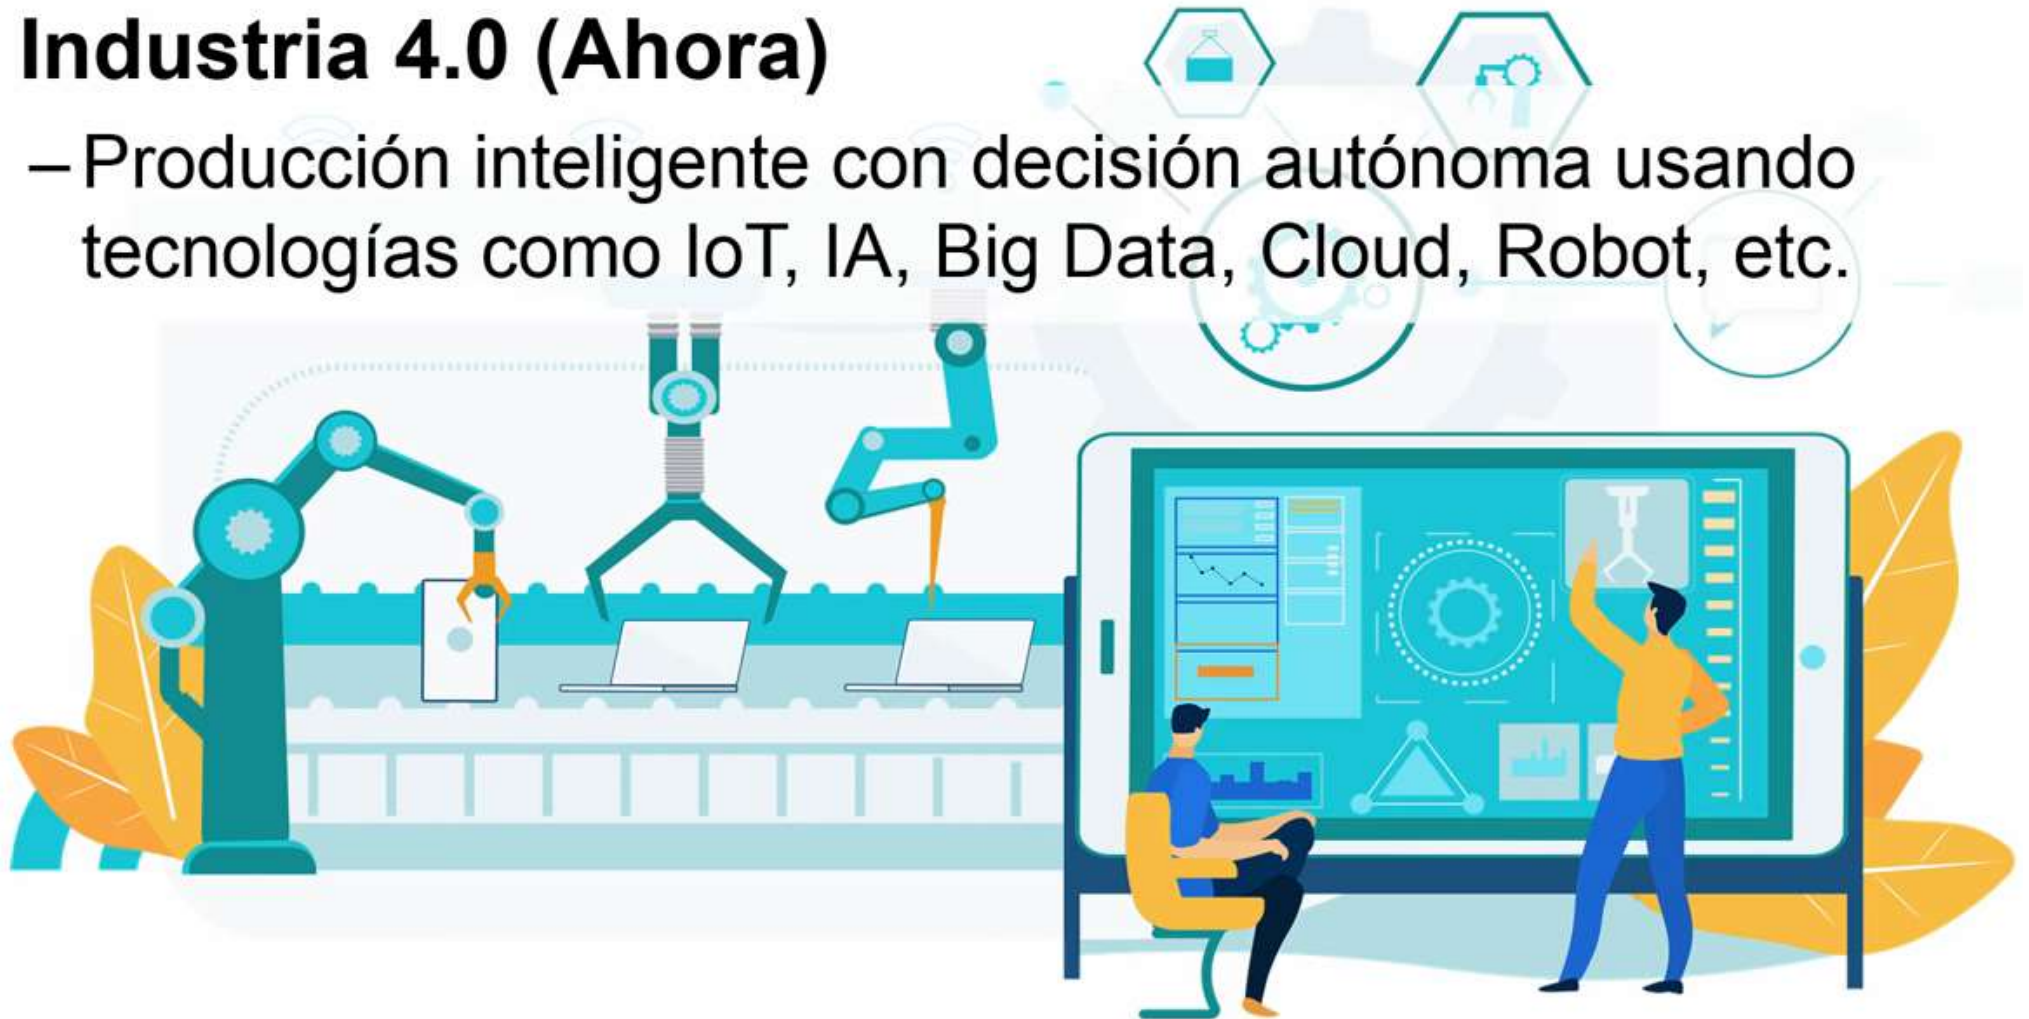 Industria 4.0 (Ahora)
– Producción inteligente con decisión autónoma usando
tecnologías como IoT, IA, Big Data, Cloud, Robot, etc.